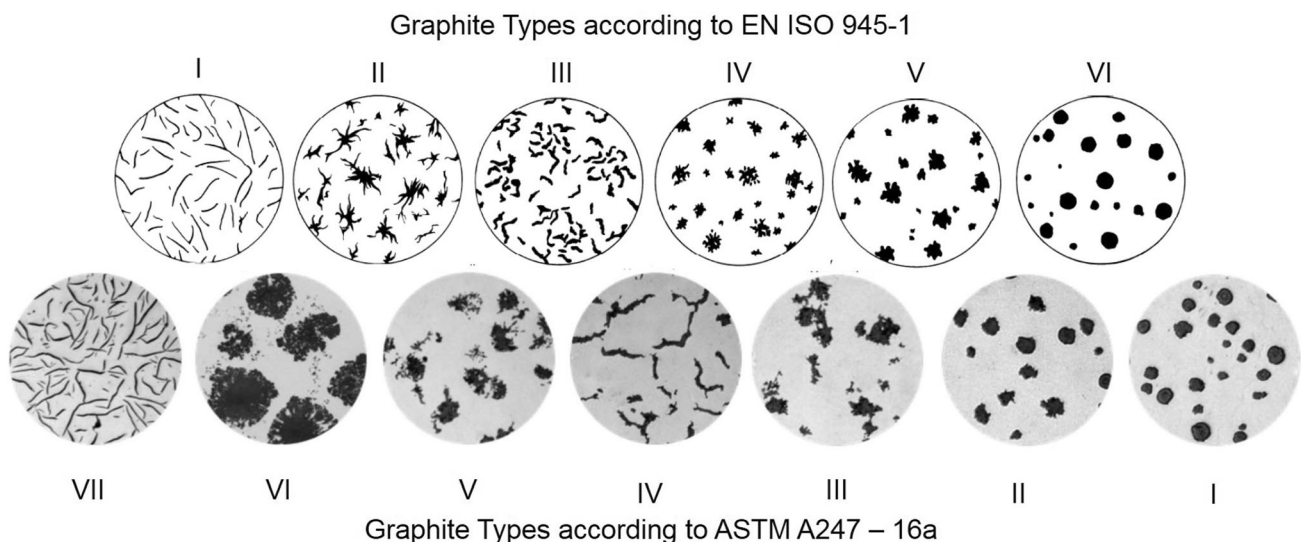 Graphite Types according to EN ISO 945-1
I II III IV V VI
VII VI V IV III II I
Graphite Types according to ASTM A247 – 16a